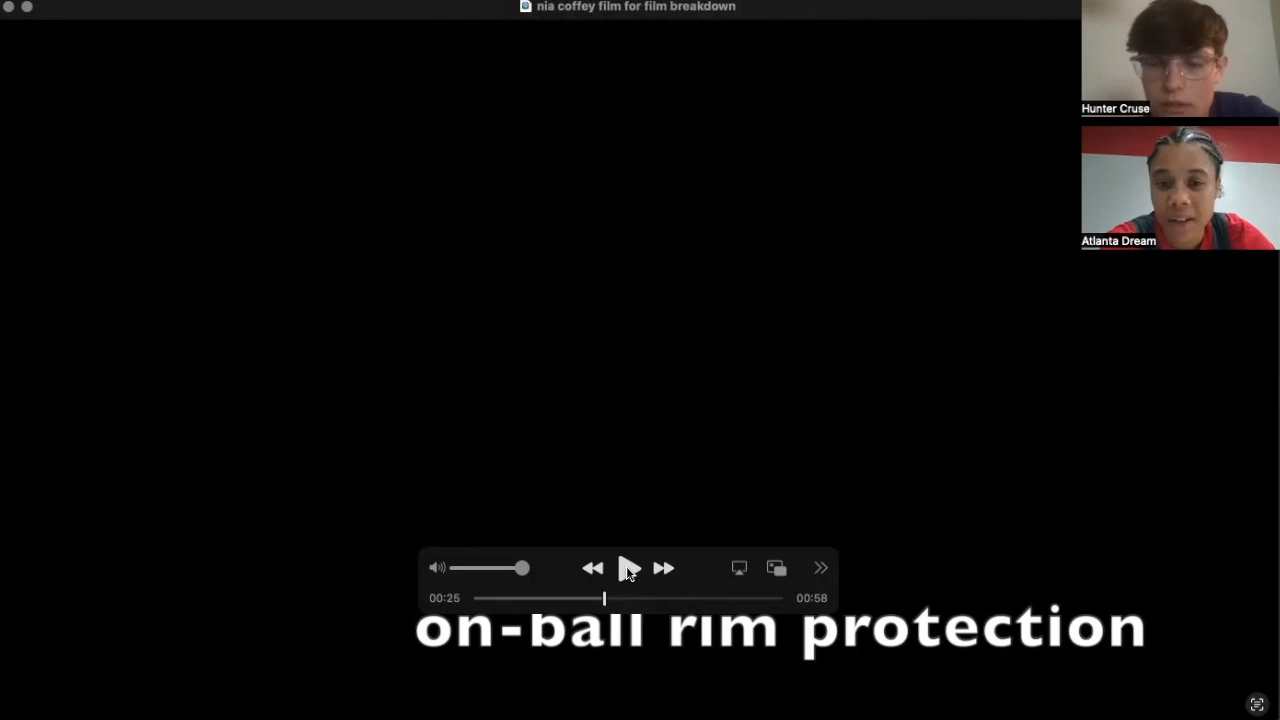 nia coffey film for film breakdown
Hunter Cruse
Atlanta Dream
00:25
00:58
on-ball rim protection